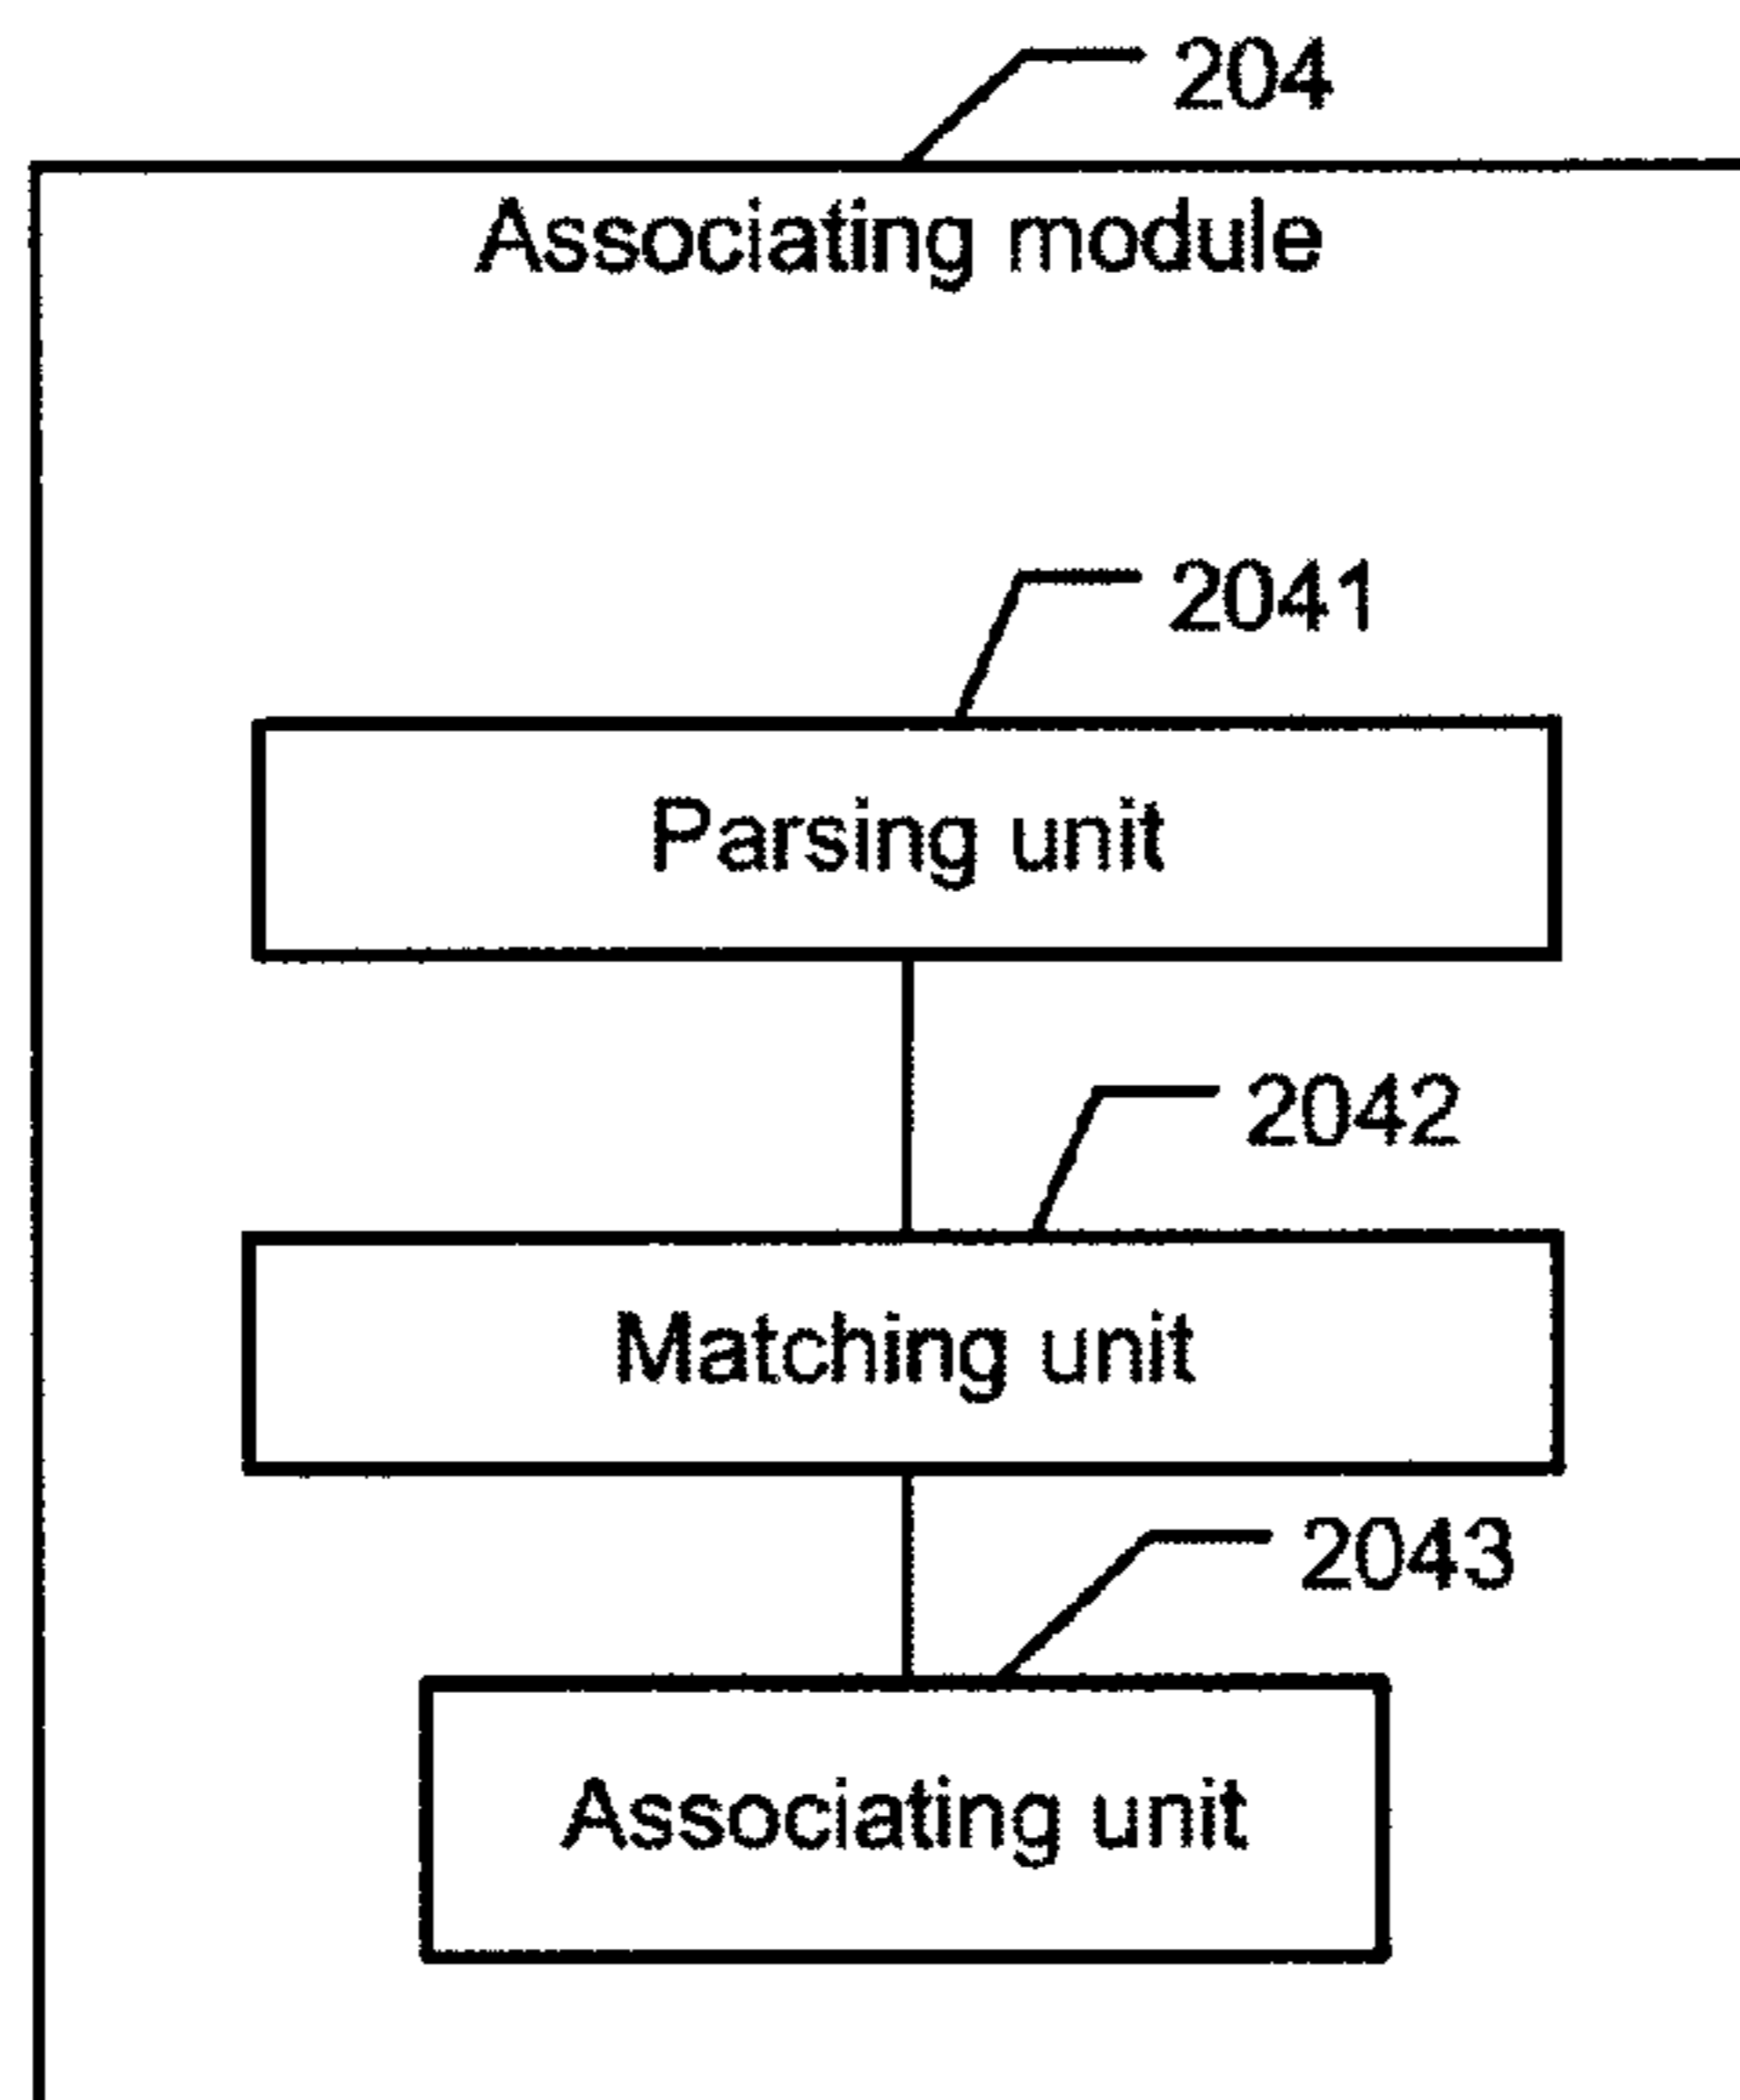 204
Associating module
2041
Parsing unit
2042
Matching unit
2043
Associating unit